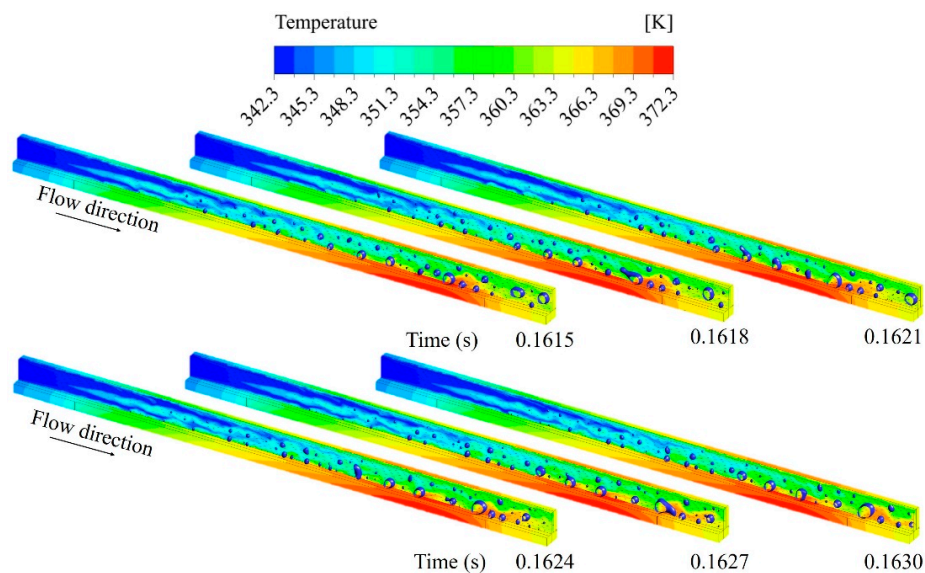 Temperature [K]
342.3 345.3 348.3 351.3 354.3 357.3 360.3 363.3 366.3 369.3 372.3
Flow direction
Time (s) 0.1615 0.1618 0.1621
Flow direction
Time (s) 0.1624 0.1627 0.1630